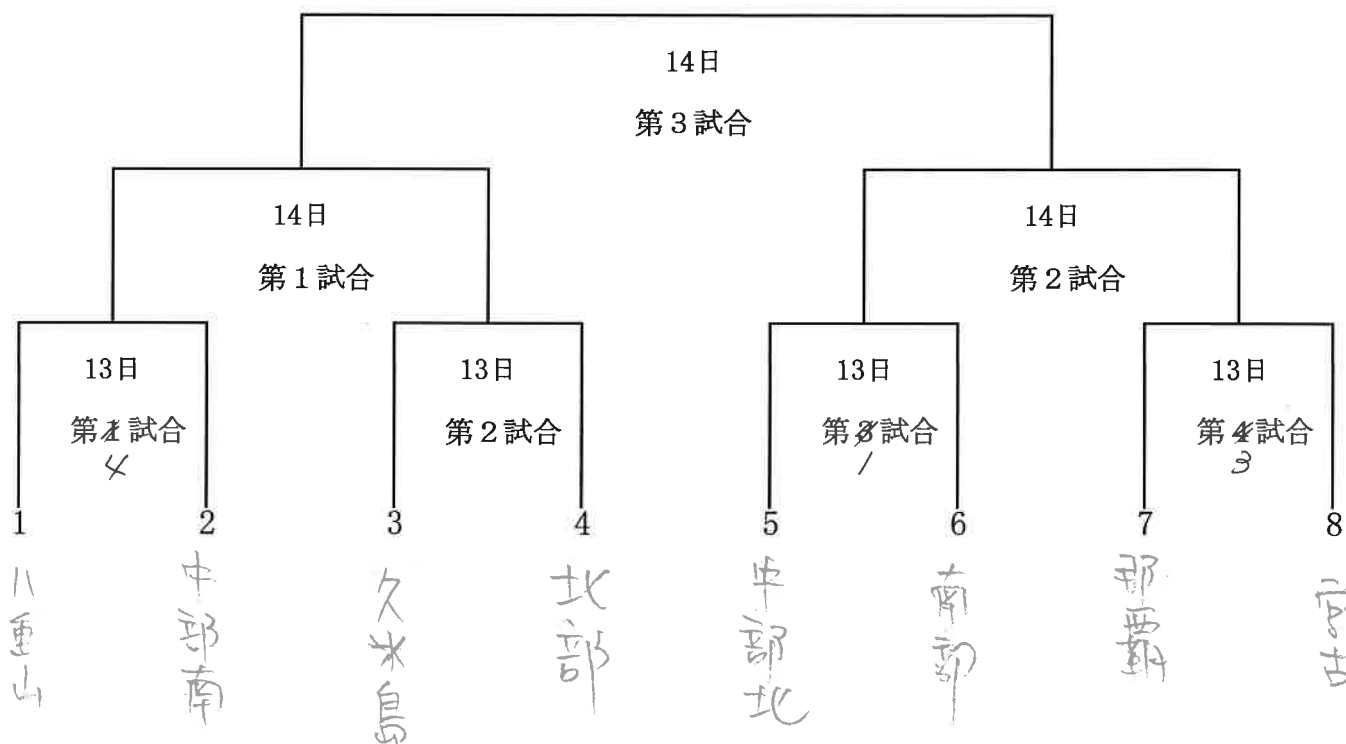 14日
第3試合
14日
第1試合
14日
第2試合
13日
第1試合
4
13日
第2試合
13日
第3試合
1
13日
第4試合
3
1
2
3
4
5
6
7
8
八重山
中部南
久米島
北部
中部北
南部
那覇
宮古